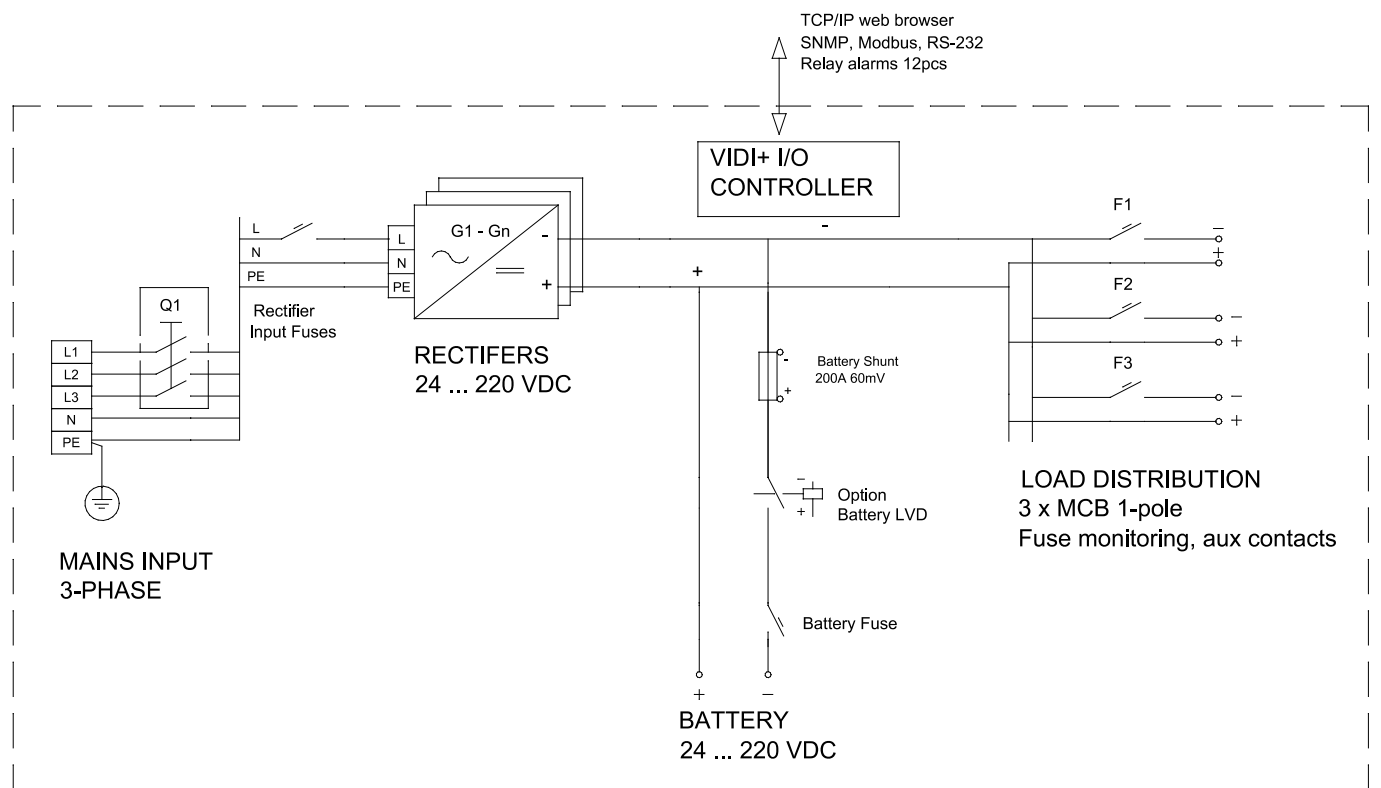 TCP/IP web browser
SNMP, Modbus, RS-232
Relay alarms 12pcs
VIDI+ I/O
CONTROLLER
L
N
PE
Rectifier
Input Fuses
L
N
PE
G1 - Gn
-
+
RECTIFERS
24 ... 220 VDC
-
+
Q1
L1
L2
L3
N
PE
MAINS INPUT
3-PHASE
Battery Shunt
200A 60mV
-
+
Option
Battery LVD
-
+
Battery Fuse
+
-
BATTERY
24 ... 220 VDC
F1
-
+
F2
-
+
F3
-
+
LOAD DISTRIBUTION
3 x MCB 1-pole
Fuse monitoring, aux contacts